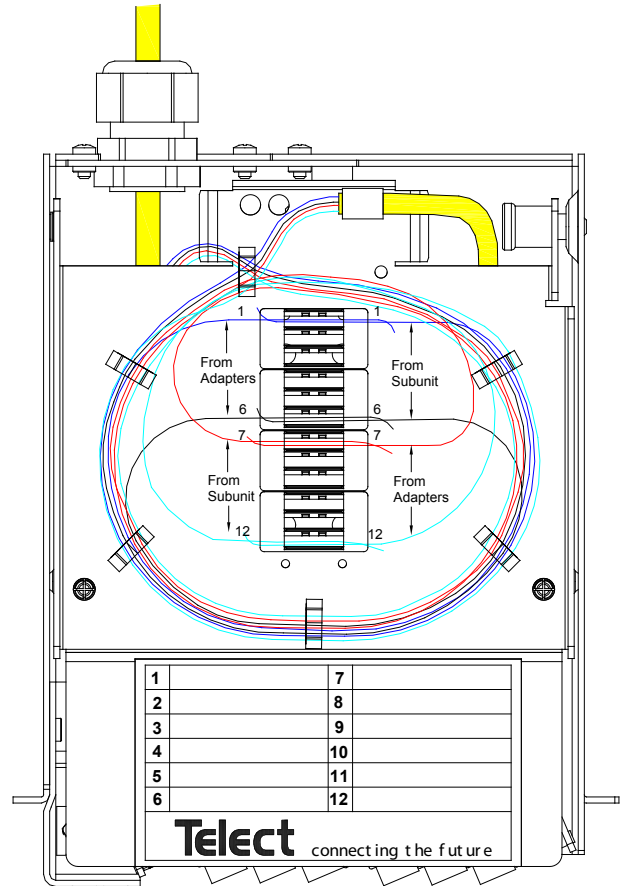 1 1
From Adapters
From Subunit
6 6
7 7
From Subunit
From Adapters
12 12
1 7
2 8
3 9
4 10
5 11
6 12
Telect connecting the future